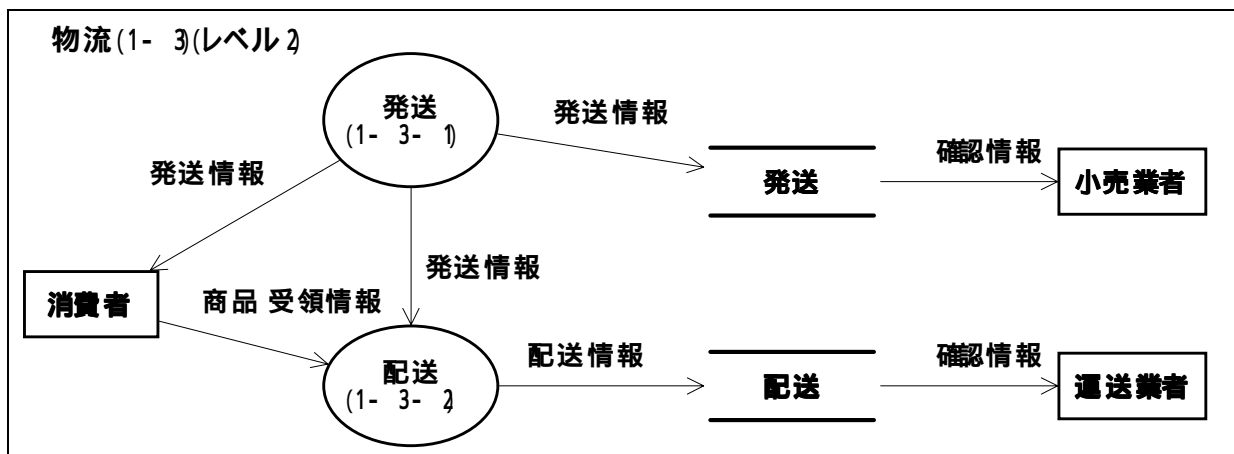 物流(1- 3)(レベル2)
発送
(1- 3- 1)
発送情報
発送情報
発送
確認情報
小売業者
発送情報
消費者
商品 受領情報
配送
(1- 3- 2)
配送情報
配送
確認情報
運送業者